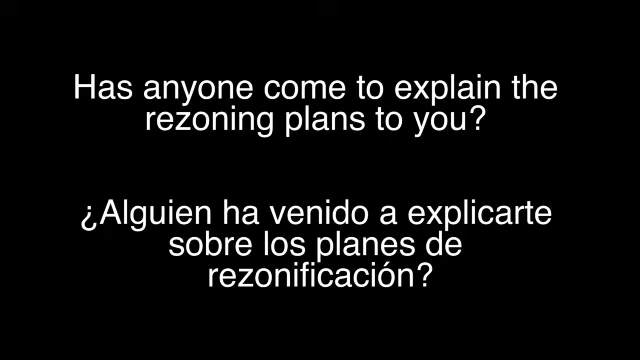 Has anyone come to explain the
rezoning plans to you?
¿Alguien ha venido a explicarte
sobre los planes de
rezonificación?